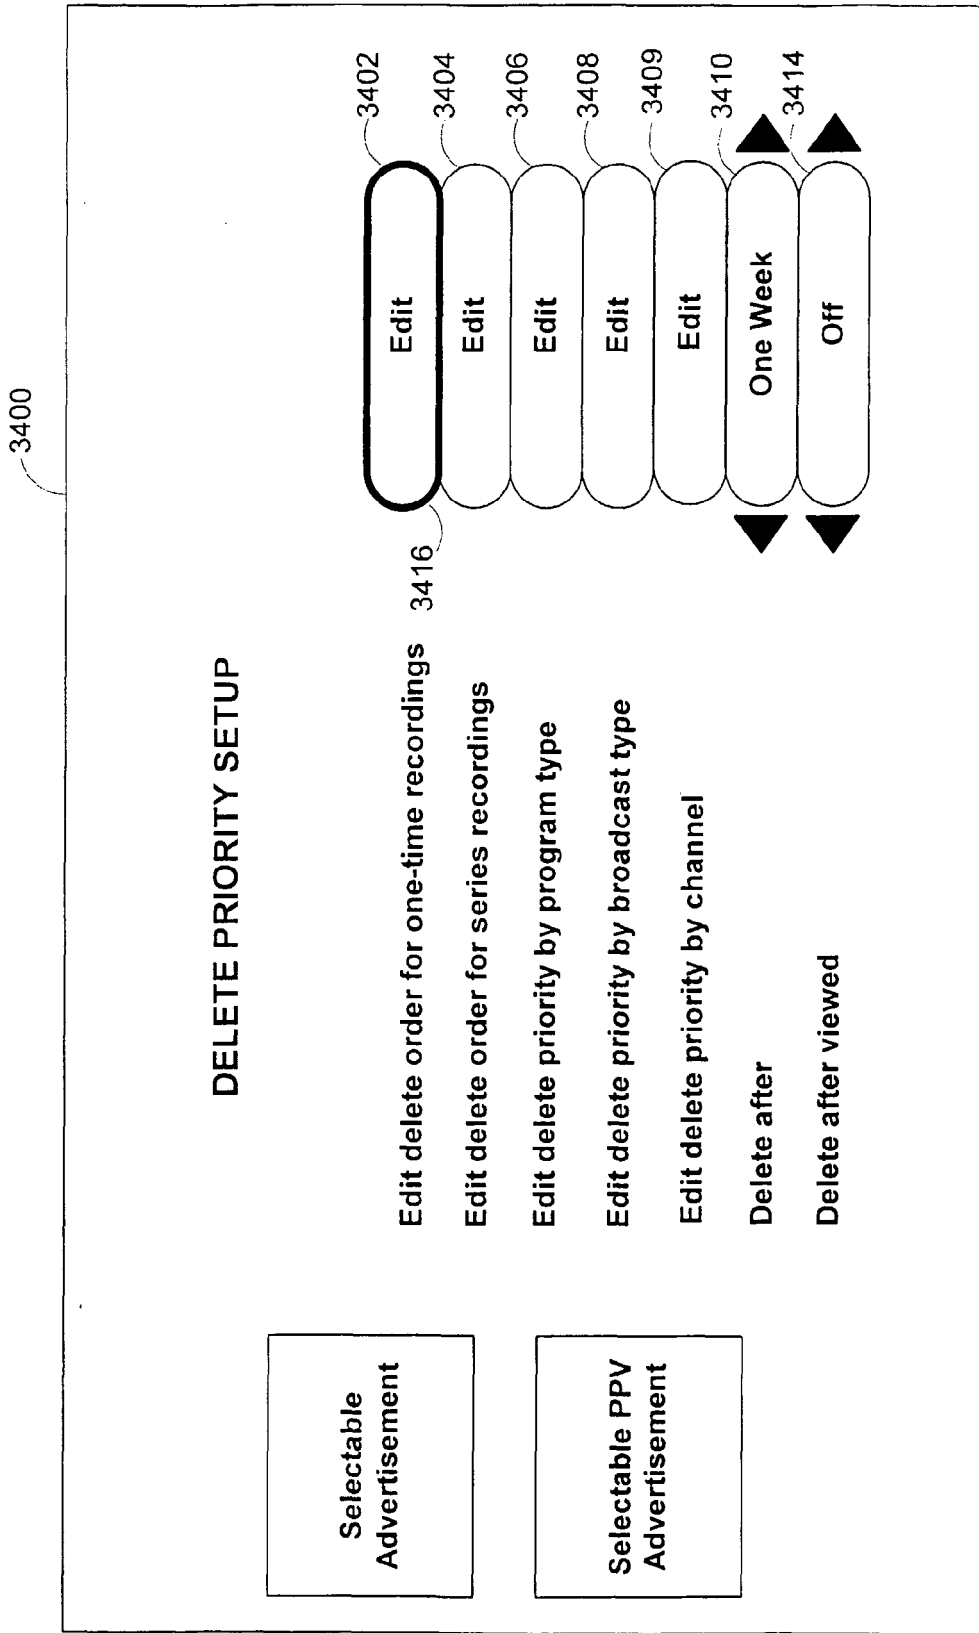 3400
DELETE PRIORITY SETUP
Selectable
Advertisement
Selectable PPV
Advertisement
Edit delete order for one-time recordings
3416
Edit
3402
Edit delete order for series recordings
Edit
3404
Edit delete priority by program type
Edit
3406
Edit delete priority by broadcast type
Edit
3408
Edit delete priority by channel
Edit
3409
Delete after
One Week
3410
Delete after viewed
Off
3414